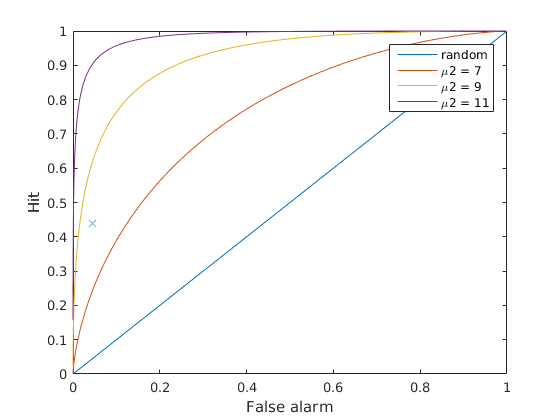 1
0.9
0.8
0.7
0.6
0.5
0.4
0.3
0.2
0.1
0
Hit
random
μ2 = 7
μ2 = 9
μ2 = 11
0 0.2 0.4 0.6 0.8 1
False alarm